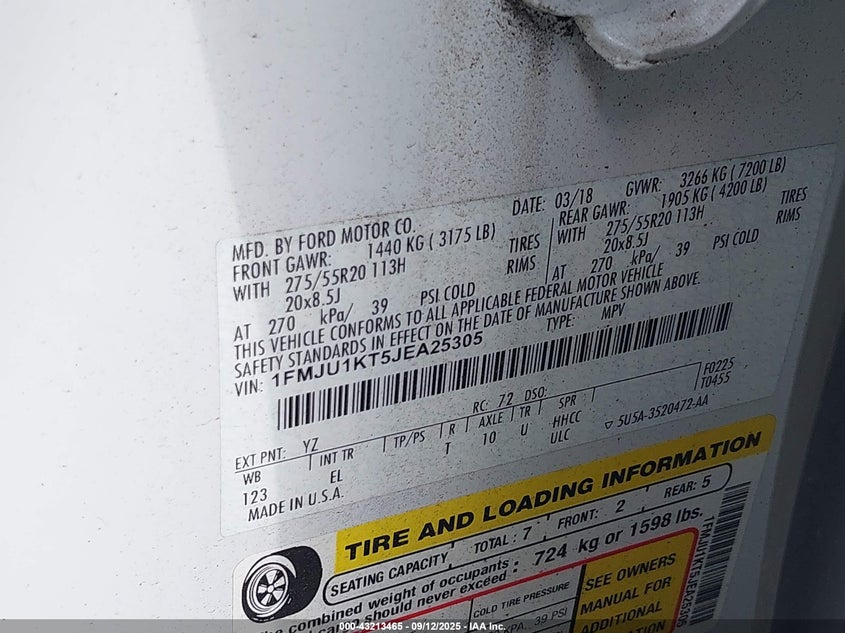 MFD. BY FORD MOTOR CO.
DATE: 03/18 GVWR: 3266 KG ( 7200 LB)
FRONT GAWR: 1440 KG ( 3175 LB)
REAR GAWR: 1905 KG ( 4200 LB)
WITH 275/55R20 113H TIRES
WITH 275/55R20 113H TIRES
20x8.5J RIMS
20x8.5J RIMS
AT 270 kPa/ 39 PSI COLD
AT 270 kPa/ 39 PSI COLD
THIS VEHICLE CONFORMS TO ALL APPLICABLE FEDERAL MOTOR VEHICLE
SAFETY STANDARDS IN EFFECT ON THE DATE OF MANUFACTURE SHOWN ABOVE.
VIN: 1FMJU1KT5JEA25305
TYPE: MPV
F0225
T0455
EXT PNT: YZ RC: 72 DSO:
WB INT TR TP/PS R AXLE TR SPR
123 EL T 10 U HHCC
ULC
MADE IN U.S.A.
5U5A-3520472-AA
TIRE AND LOADING INFORMATION
SEATING CAPACITY TOTAL : 7 FRONT: 2 REAR: 5
The combined weight of occupants
should never exceed : 724 kg or 1598 lbs.
COLD TIRE PRESSURE
39 PSI
SEE OWNERS
MANUAL FOR
ADDITIONAL
INFORMATION
1FMJU1KT5JEA25305
000-43213465 - 09/12/2025 - IAA Inc.